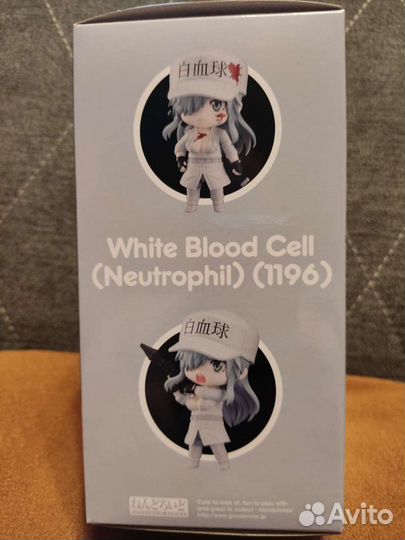 白血球
White Blood Cell
(Neutrophil) (1196)
白血球
ねんどろいど
Cute to look at, fun to play with
and great to collect!
Avito